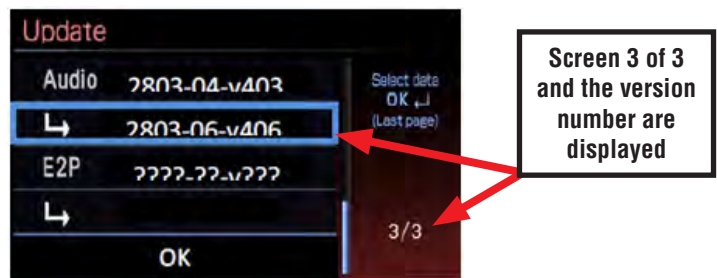 Update
Audio 2803-04-v403
2803-06-v406
E2P ????-??-v???
OK
Select data
OK ↵
(Last page)
3/3
Screen 3 of 3
and the version
number are
displayed